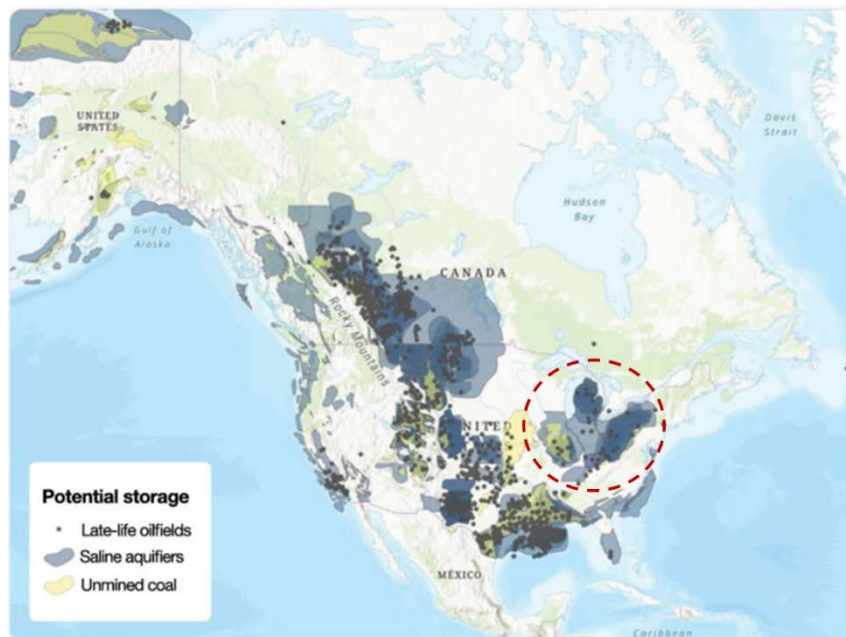 UNITED
STATES
Davis
Strait
Hudson
Bay
Gulf of
Alaska
CANADA
Rocky Mountains
NITED
Potential storage
Late-life oilfields
Saline aquifiers
Unmined coal
MÉXICO
Caribbean